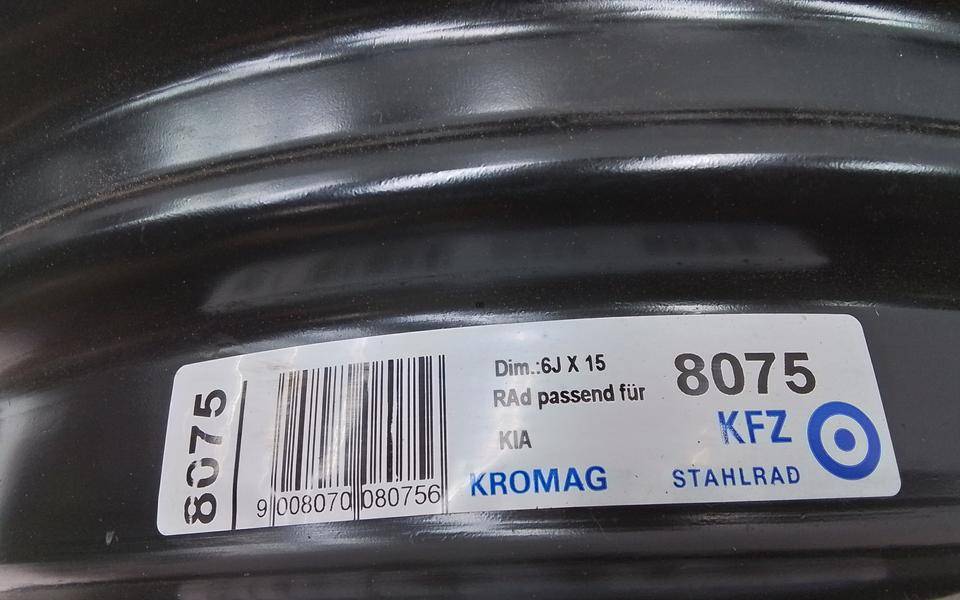 8075
9 008070 080756
Dim.:6J X 15
RAd passend für
KIA
KROMAG
8075
KFZ
STAHLRAD